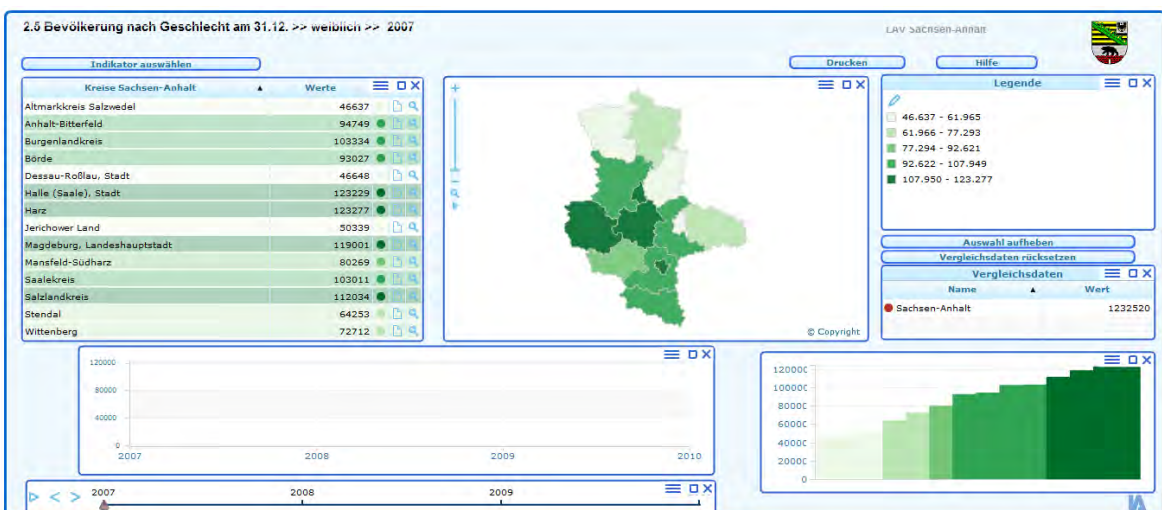 2.5 Bevölkerung nach Geschlecht am 31.12. >> weiblich >> 2007
LAV Sachsen-Anhalt
Indikator auswählen
Drucken
Hilfe
Kreise Sachsen-Anhalt ▲ Werte
Altmarkkreis Salzwedel 46637
Anhalt-Bitterfeld 94749
Burgenlandkreis 103334
Börde 93027
Dessau-Roßlau, Stadt 46648
Halle (Saale), Stadt 123229
Harz 123277
Jerichower Land 50339
Magdeburg, Landeshauptstadt 119001
Mansfeld-Südharz 80269
Saalekreis 103011
Salzlandkreis 112034
Stendal 64253
Wittenberg 72712
© Copyright
Legende
46.637 - 61.965
61.966 - 77.293
77.294 - 92.621
92.622 - 107.949
107.950 - 123.277
Auswahl aufheben
Vergleichsdaten rücksetzen
Vergleichsdaten
Name ▲ Wert
Sachsen-Anhalt 1232520
120000
80000
40000
0
2007 2008 2009 2010
120000
100000
80000
60000
40000
20000
0
2007 2008 2009